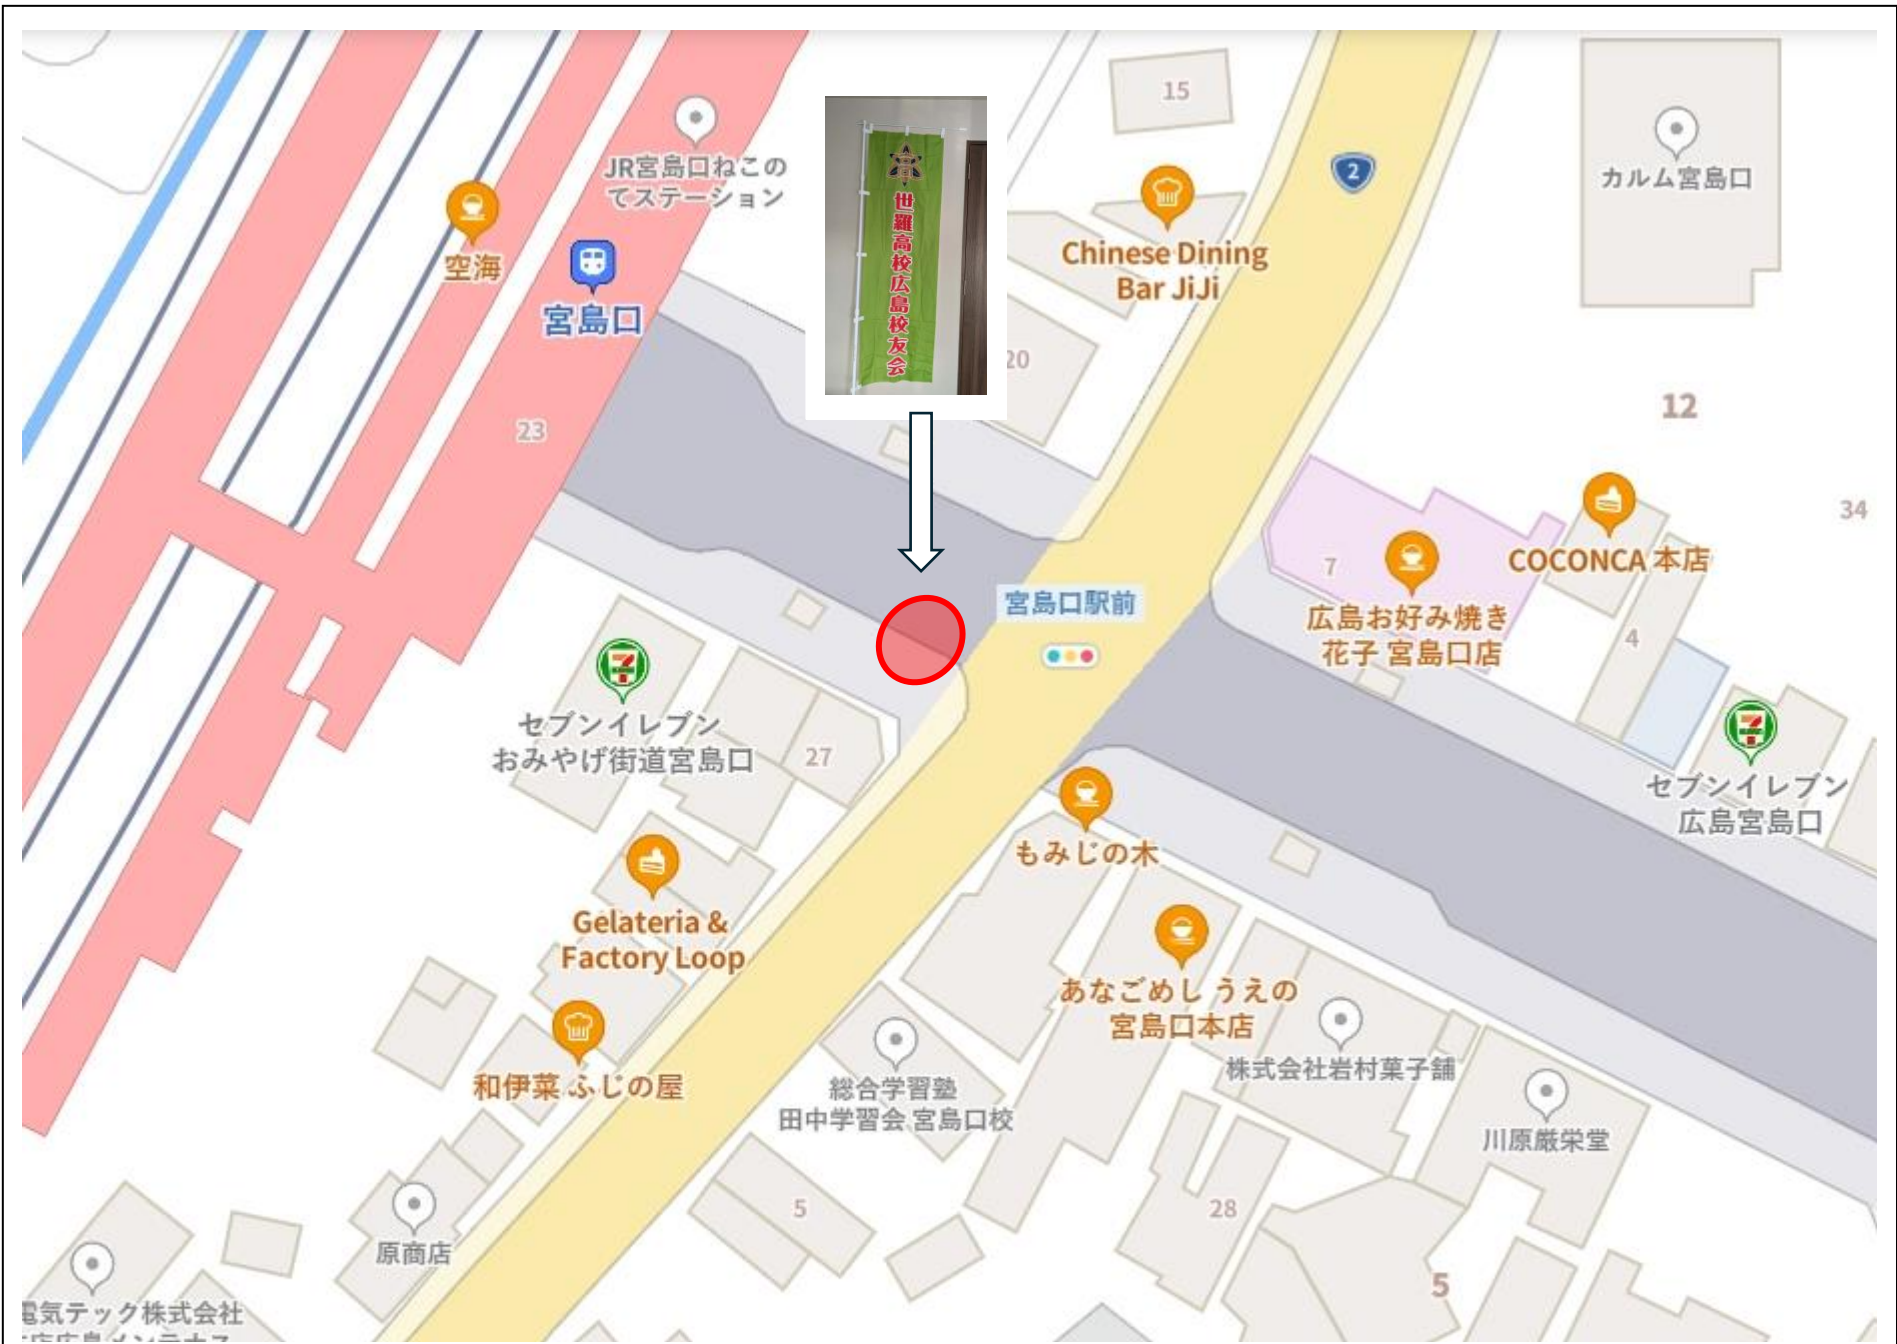 15
カルム宮島口
JR宮島口ねこの
てステーション
2
空海
Chinese Dining
Bar JiJi
宮島口
世羅高校広島校友会
20
12
23
34
COCONCA 本店
7
宮島口駅前
広島お好み焼き
花子 宮島口店
4
セブンイレブン
おみやげ街道宮島口
27
セブンイレブン
広島宮島口
もみじの木
Gelateria &
Factory Loop
あなごめし うえの
宮島口本店
株式会社岩村菓子舗
和伊菜 ふじの屋
総合学習塾
田中学習会 宮島口校
川原厳栄堂
5
28
原商店
5
電気テック株式会社